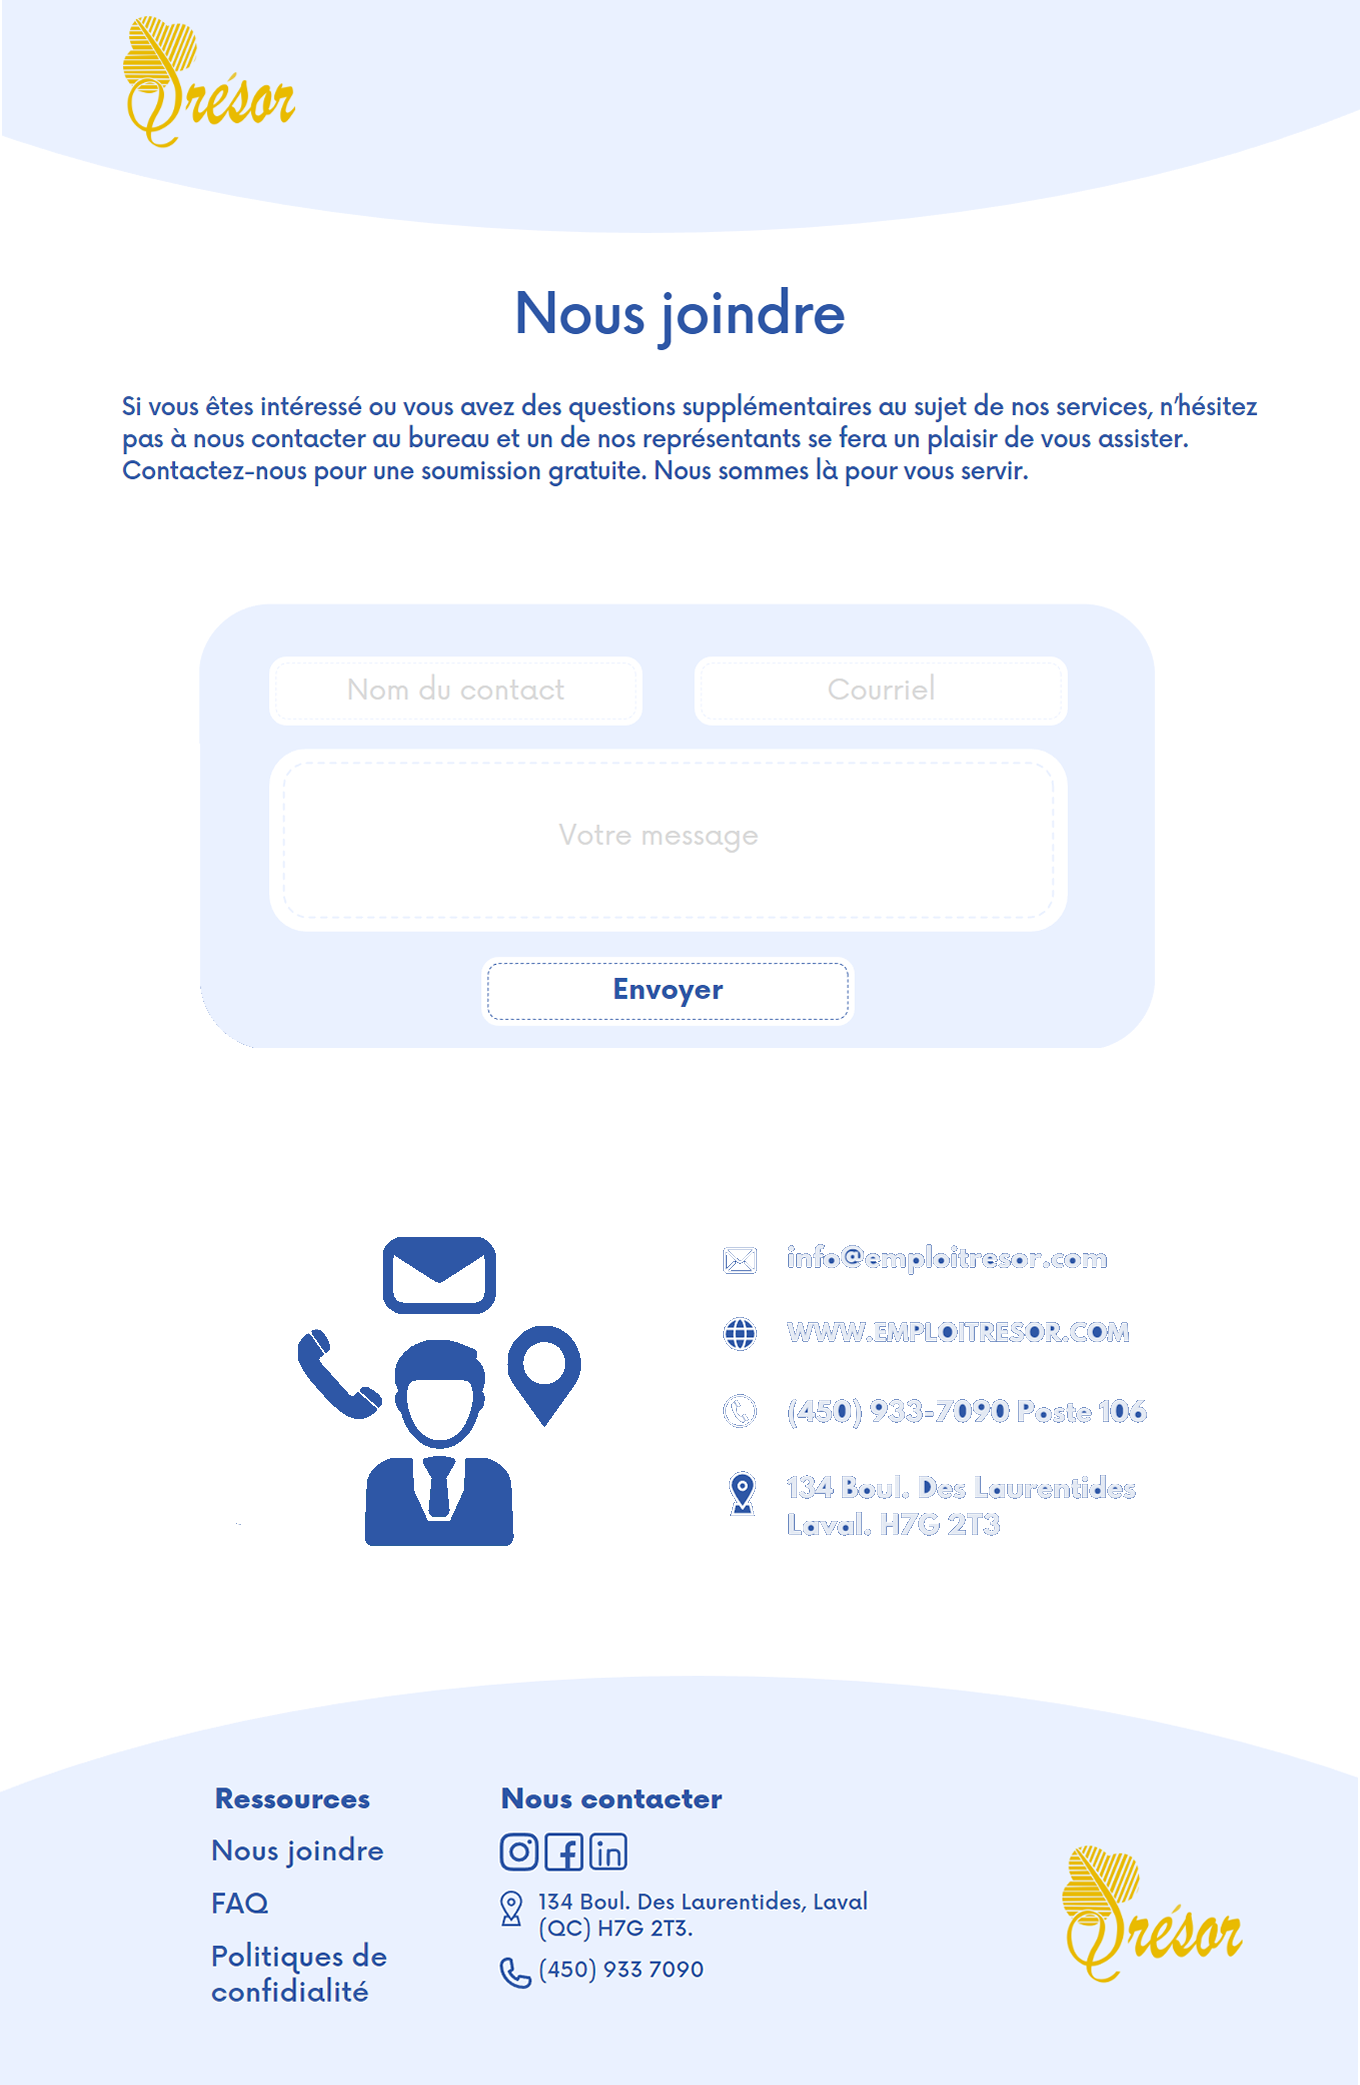 Trésor
Nous joindre
Si vous êtes intéressé ou vous avez des questions supplémentaires au sujet de nos services, n’hésitez
pas à nous contacter au bureau et un de nos représentants se fera un plaisir de vous assister.
Contactez-nous pour une soumission gratuite. Nous sommes là pour vous servir.
Nom du contact
Courriel
Votre message
Envoyer
info@emploitresor.com
WWW.EMPLOITRESOR.COM
(450) 933-7090 Poste 106
134 Boul. Des Laurentides
Laval. H7G 2T3
Ressources
Nous joindre
FAQ
Politiques de
confidialité
Nous contacter
134 Boul. Des Laurentides, Laval
(QC) H7G 2T3.
(450) 933 7090
Trésor